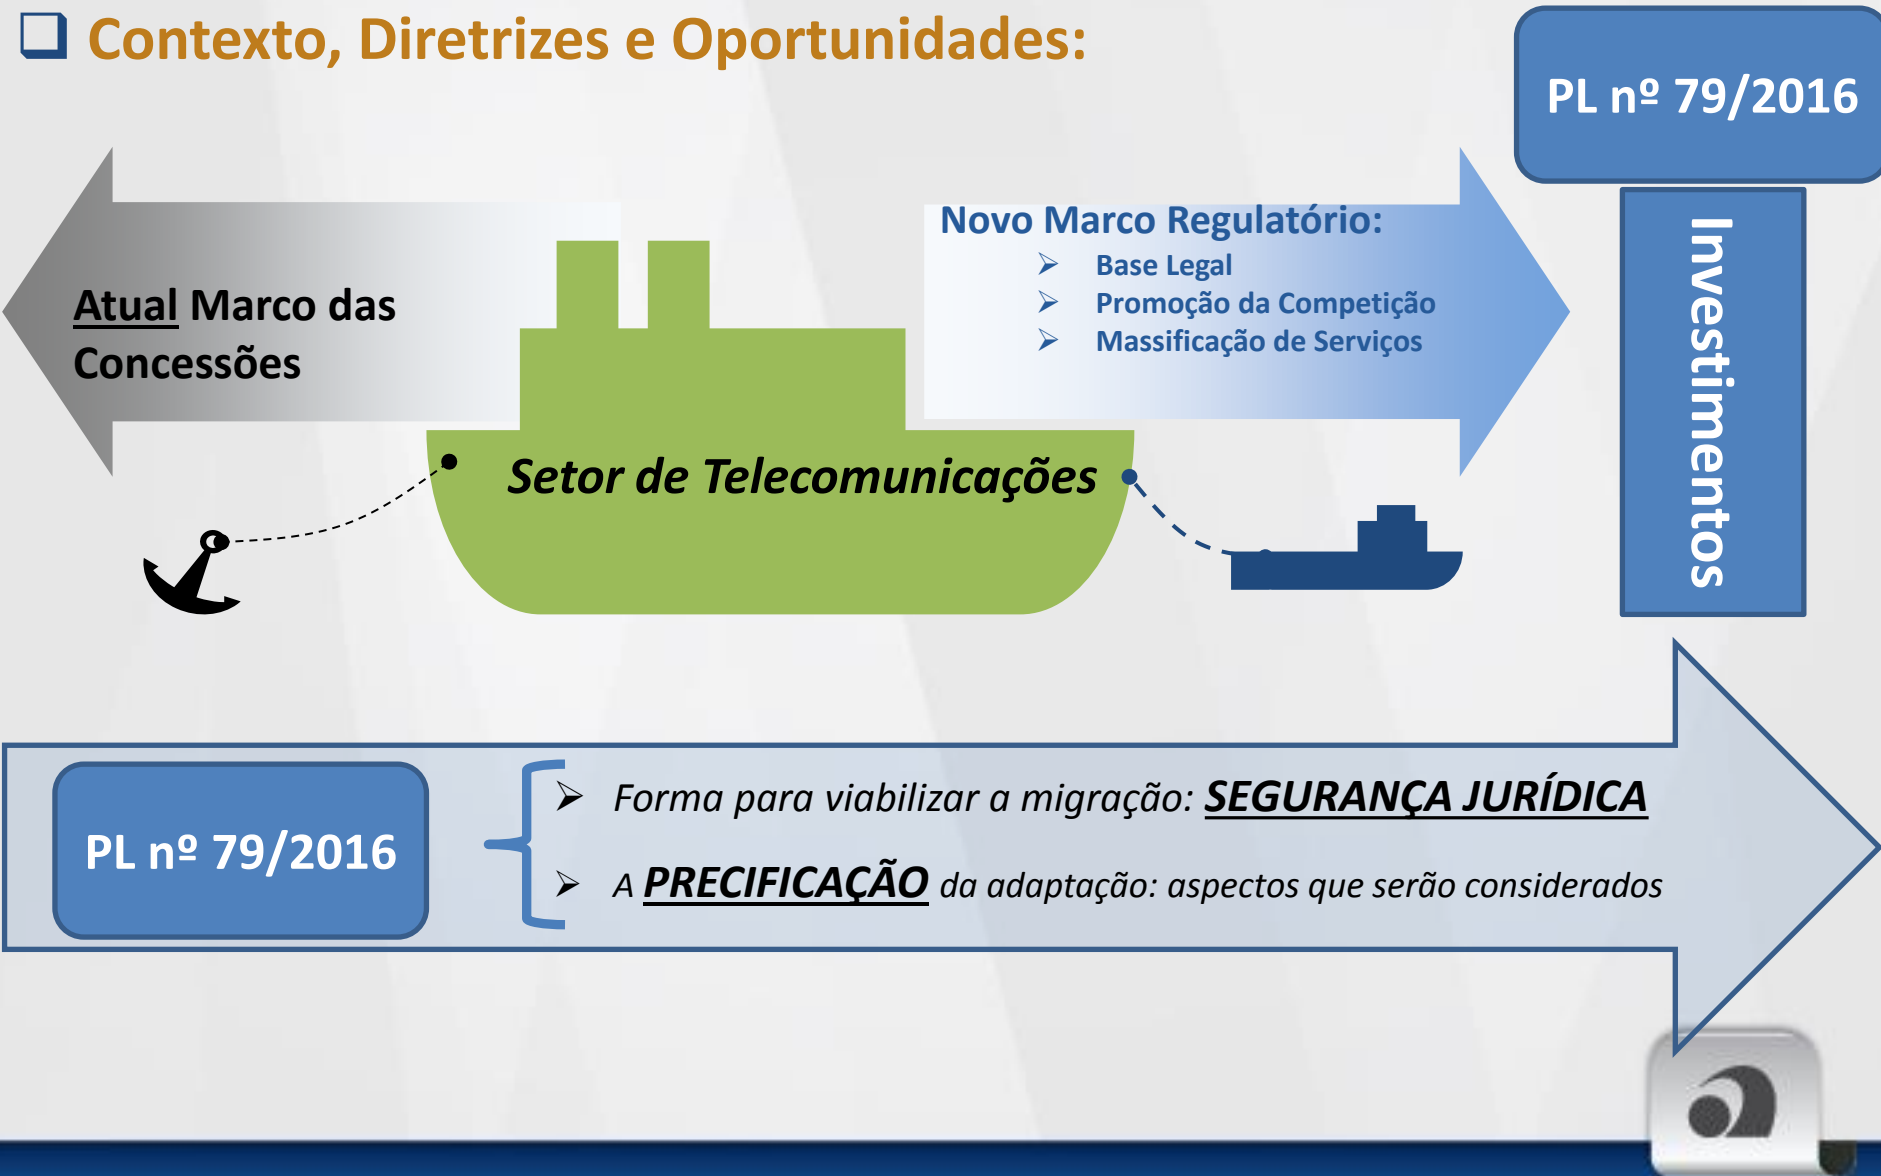 ❑ Contexto, Diretrizes e Oportunidades:
PL nº 79/2016
Atual Marco das
Concessões
Novo Marco Regulatório:
➢ Base Legal
➢ Promoção da Competição
➢ Massificação de Serviços
Investimentos
Setor de Telecomunicações
PL nº 79/2016
➢ Forma para viabilizar a migração: SEGURANÇA JURÍDICA
➢ A PRECIFICAÇÃO da adaptação: aspectos que serão considerados